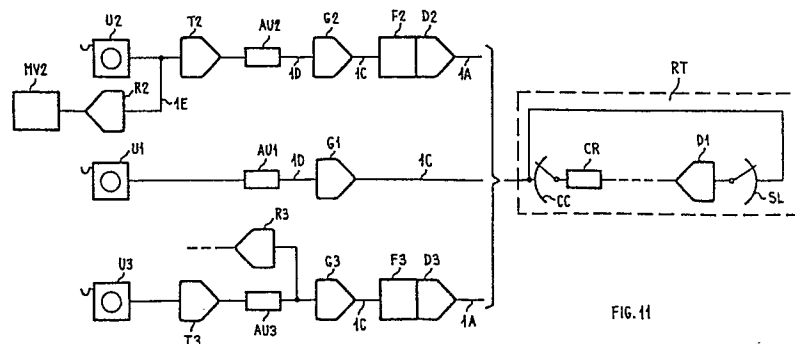 U2
T2
AU2
G2
F2 D2
MV2
R2
1E
1D
1C
1A
RT
U1
AU1
1D
G1
1C
CC
CR
D1
SL
R3
U3
T3
AU3
G3
1C
F3 D3
1A
FIG. 11